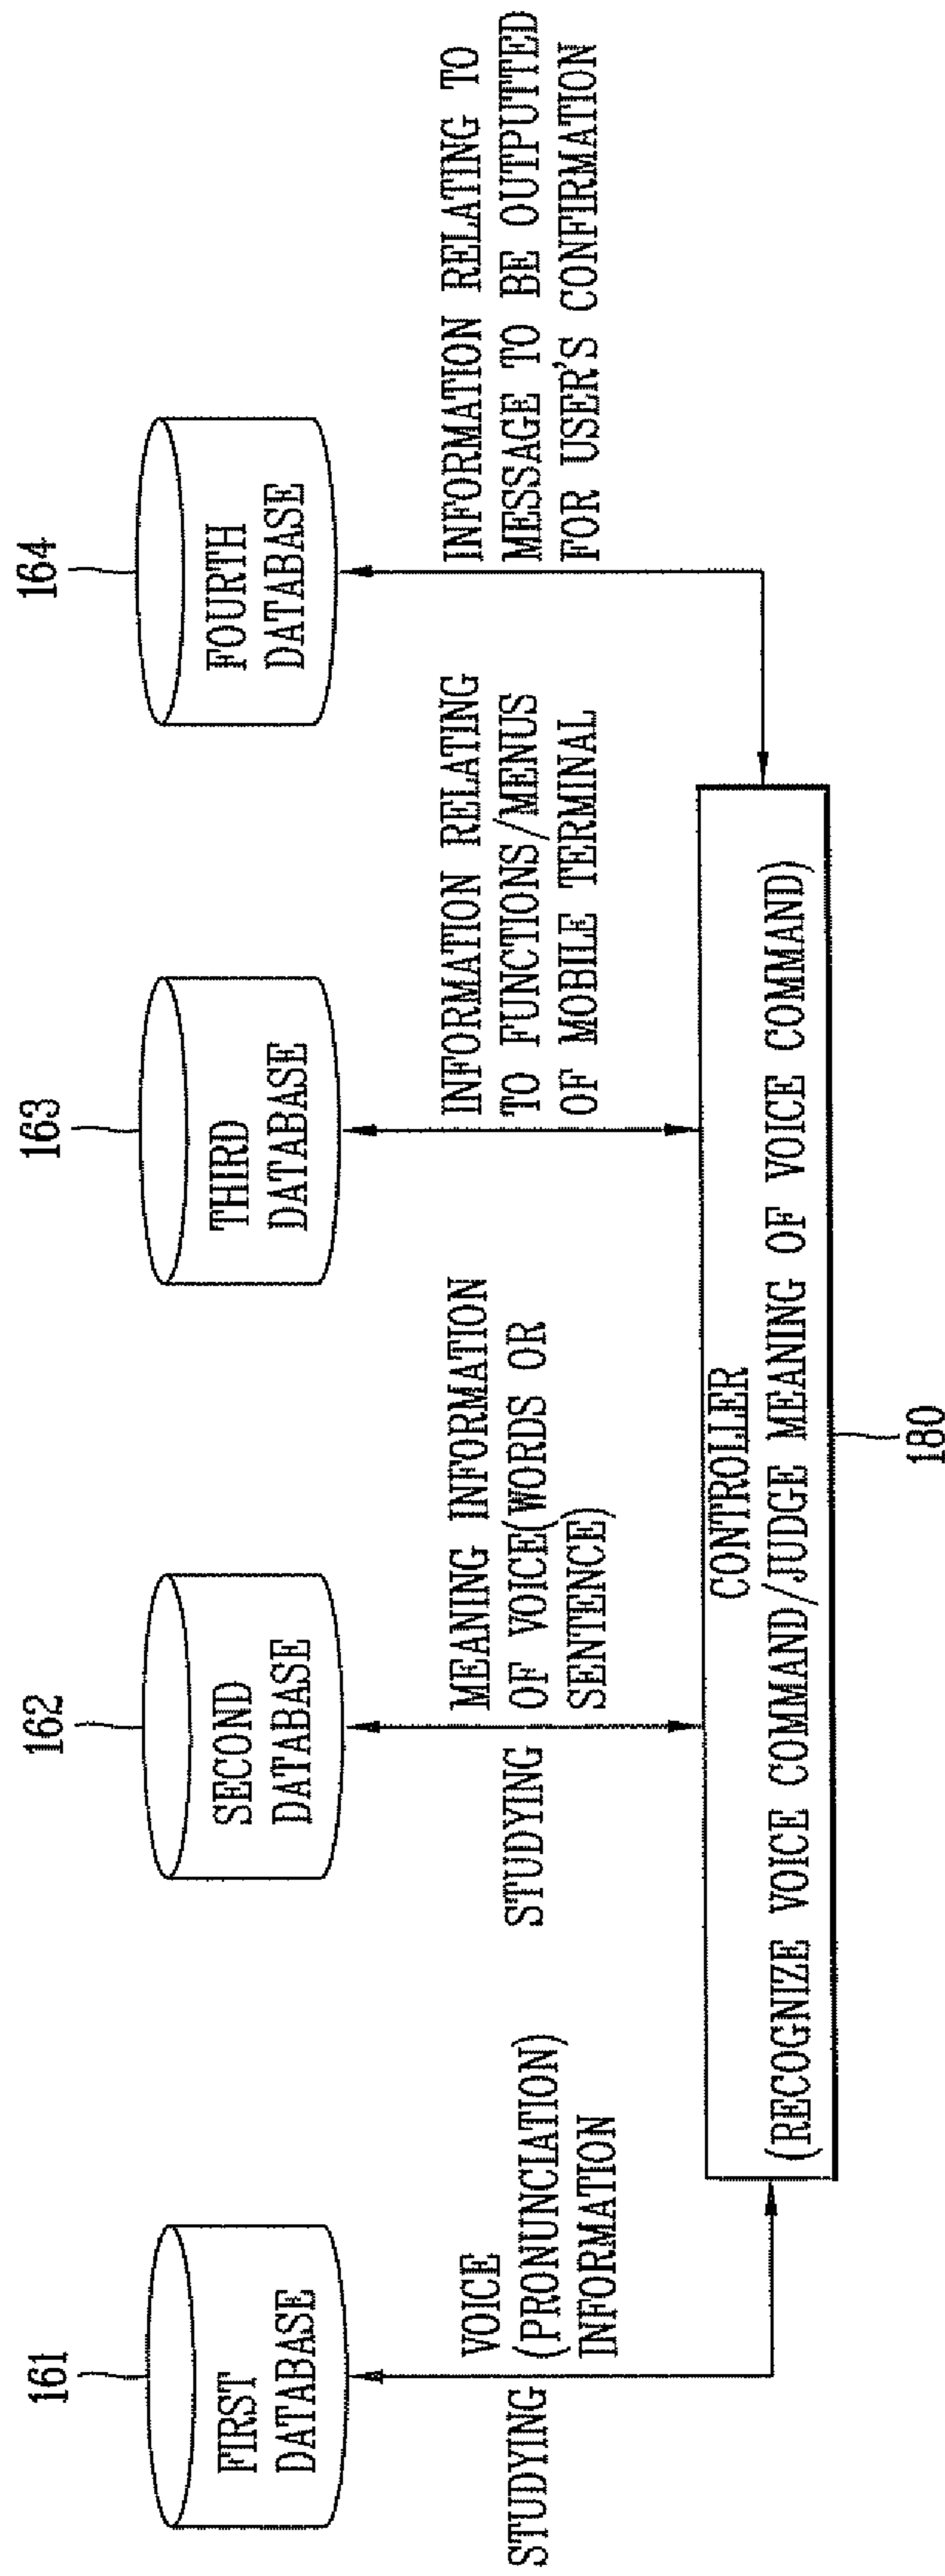 161
FIRST
DATABASE
162
SECOND
DATABASE
163
THIRD
DATABASE
164
FOURTH
DATABASE
STUDYING
VOICE
(PRONUNCIATION)
INFORMATION
STUDYING
MEANING INFORMATION
OF VOICE(WORDS OR
SENTENCE)
INFORMATION RELATING
TO FUNCTIONS/MENUS
OF MOBILE TERMINAL
INFORMATION RELATING TO
MESSAGE TO BE OUTPUTTED
FOR USER'S CONFIRMATION
CONTROLLER
(RECOGNIZE VOICE COMMAND/JUDGE MEANING OF VOICE COMMAND)
180